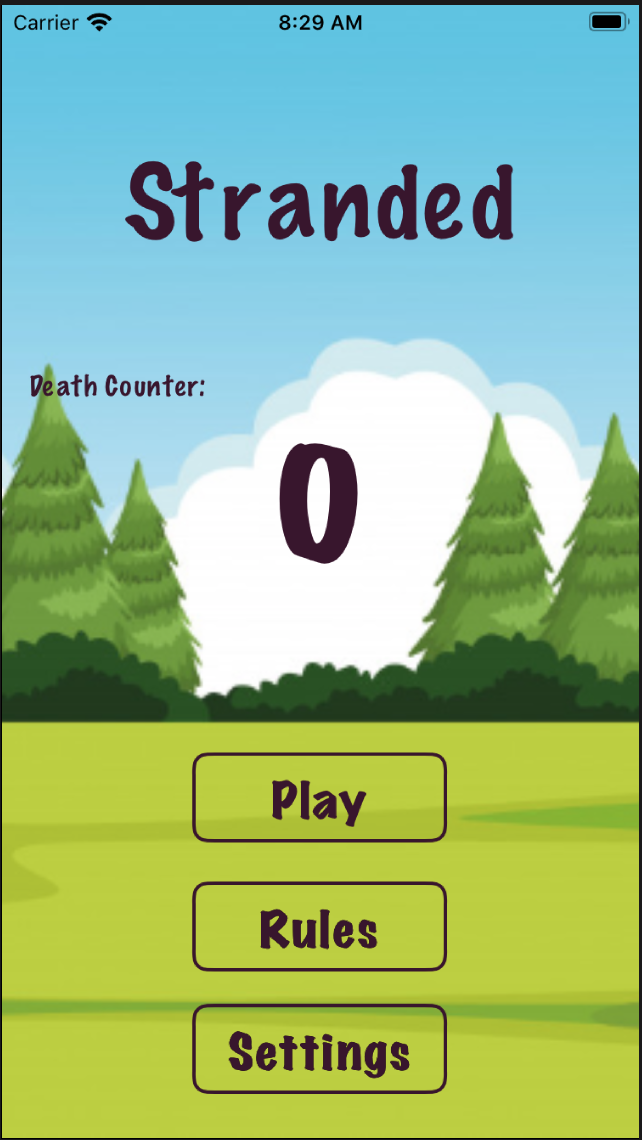 Carrier 8:29 AM
Stranded
Death Counter:
0
Play
Rules
Settings